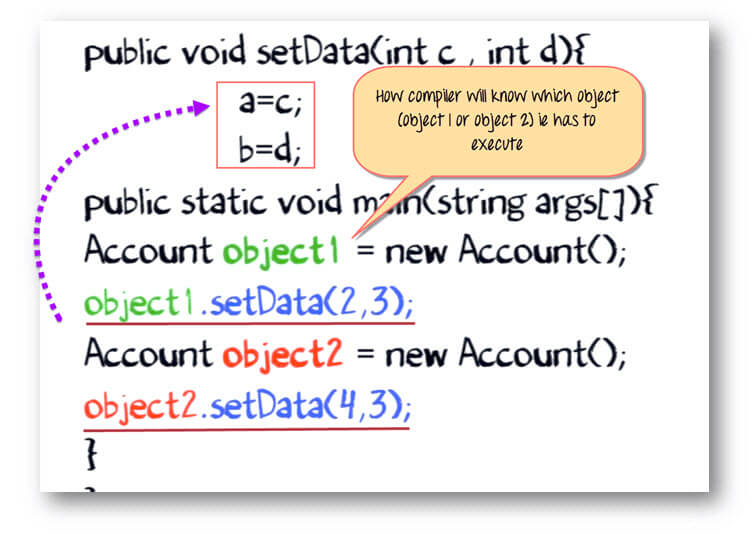 public void setData(int c , int d){
a=c;
b=d;
How compiler will know which object
(object 1 or object 2) ie has to
execute
public static void main(string args[]){
Account object1 = new Account();
object1.setData(2,3);
Account object2 = new Account();
object2.setData(4,3);
}